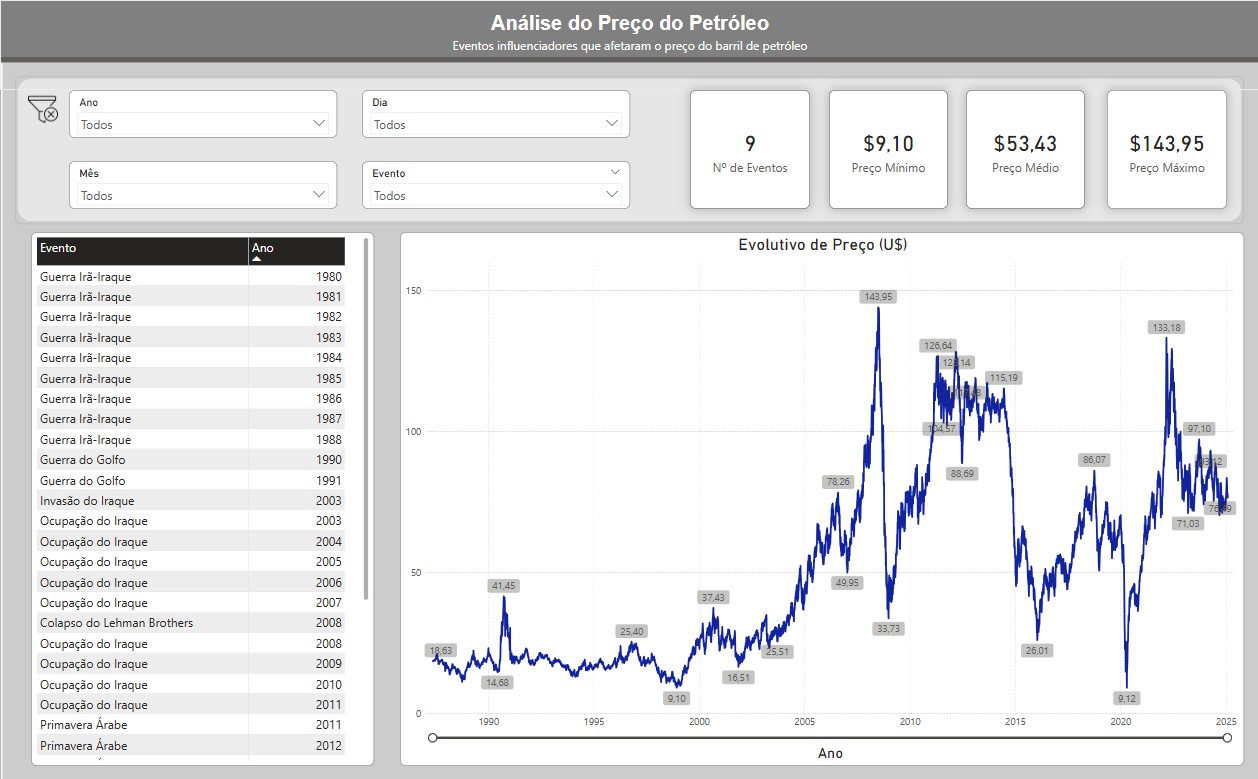 Análise do Preço do Petróleo
Eventos influenciadores que afetaram o preço do barril de petróleo
Ano
Todos
Dia
Todos
Mês
Todos
Evento
Todos
9
Nº de Eventos
$9,10
Preço Mínimo
$53,43
Preço Médio
$143,95
Preço Máximo
Evento Ano
Guerra Irã-Iraque 1980
Guerra Irã-Iraque 1981
Guerra Irã-Iraque 1982
Guerra Irã-Iraque 1983
Guerra Irã-Iraque 1984
Guerra Irã-Iraque 1985
Guerra Irã-Iraque 1986
Guerra Irã-Iraque 1987
Guerra Irã-Iraque 1988
Guerra do Golfo 1990
Guerra do Golfo 1991
Invasão do Iraque 2003
Ocupação do Iraque 2003
Ocupação do Iraque 2004
Ocupação do Iraque 2005
Ocupação do Iraque 2006
Ocupação do Iraque 2007
Colapso do Lehman Brothers 2008
Ocupação do Iraque 2008
Ocupação do Iraque 2009
Ocupação do Iraque 2010
Ocupação do Iraque 2011
Primavera Árabe 2011
Primavera Árabe 2012
Evolutivo de Preço (U$)
150
100
50
0
143,95
133,18
126,64
115,19
104,57
97,10
88,69
86,07
78,26
71,03
49,95
41,45
37,43
33,73
26,01
25,40
25,51
18,63
16,51
14,68
9,10
9,12
1990 1995 2000 2005 2010 2015 2020 2025
Ano